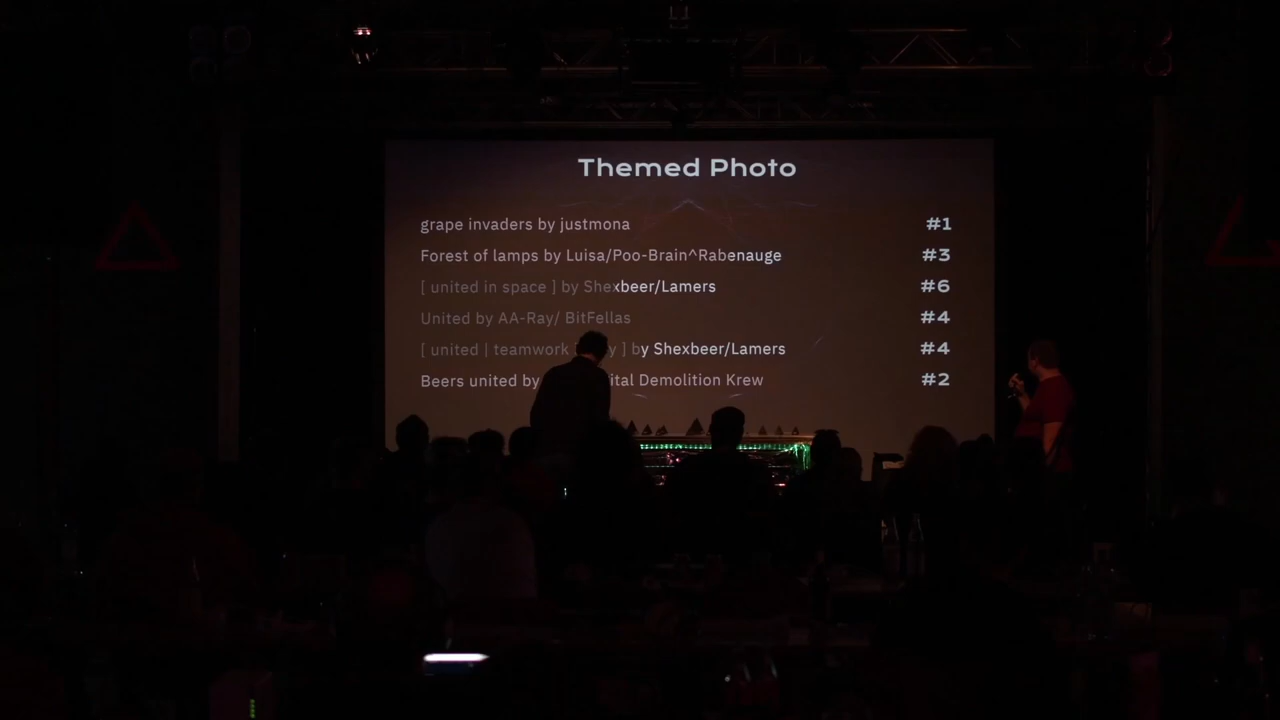 Themed Photo
grape invaders by justmona #1
Forest of lamps by Luisa/Poo-Brain^Rabenauge #3
[ united in space ] by Shexbeer/Lamers #6
United by AA-Ray/ BitFellas #4
[ united | teamwork y ] by Shexbeer/Lamers #4
Beers united by ital Demolition Krew #2